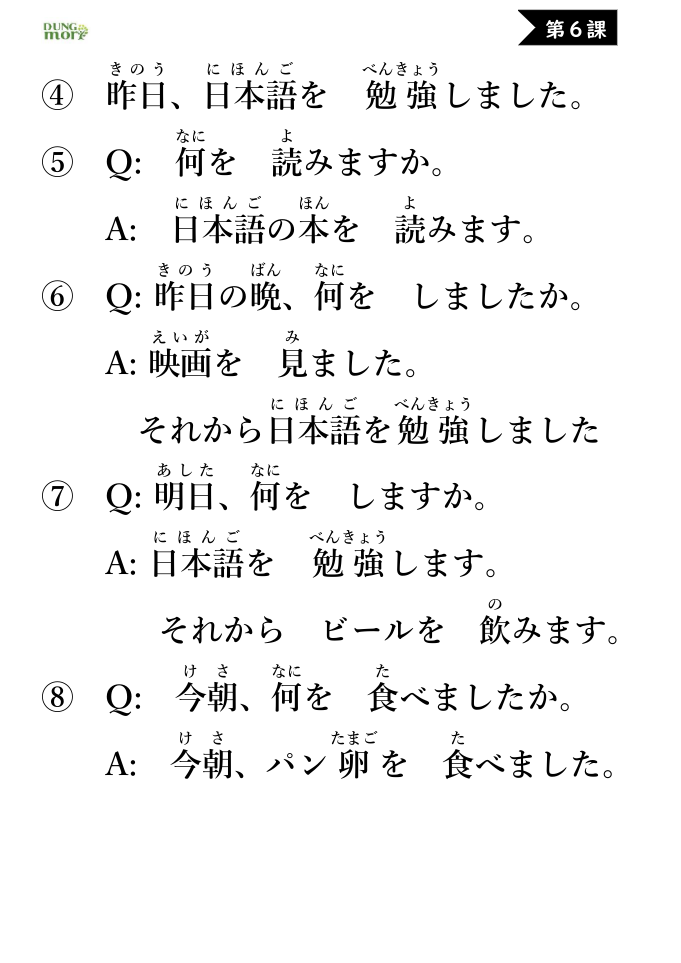 DUNG mori
第６課
きのう にほんご べんきょう
④ 昨日、日本語を 勉強しました。
なに よ
⑤ Q: 何を 読みますか。
にほんご ほん よ
A: 日本語の本を 読みます。
きのう ばん なに
⑥ Q: 昨日の晩、何を しましたか。
えいが み
A: 映画を 見ました。
にほんご べんきょう
それから日本語を勉強しました
あした なに
⑦ Q: 明日、何を しますか。
にほんご べんきょう
A: 日本語を 勉強します。
の
それから ビールを 飲みます。
けさ なに た
⑧ Q: 今朝、何を 食べましたか。
けさ たまご た
A: 今朝、パン卵を 食べました。